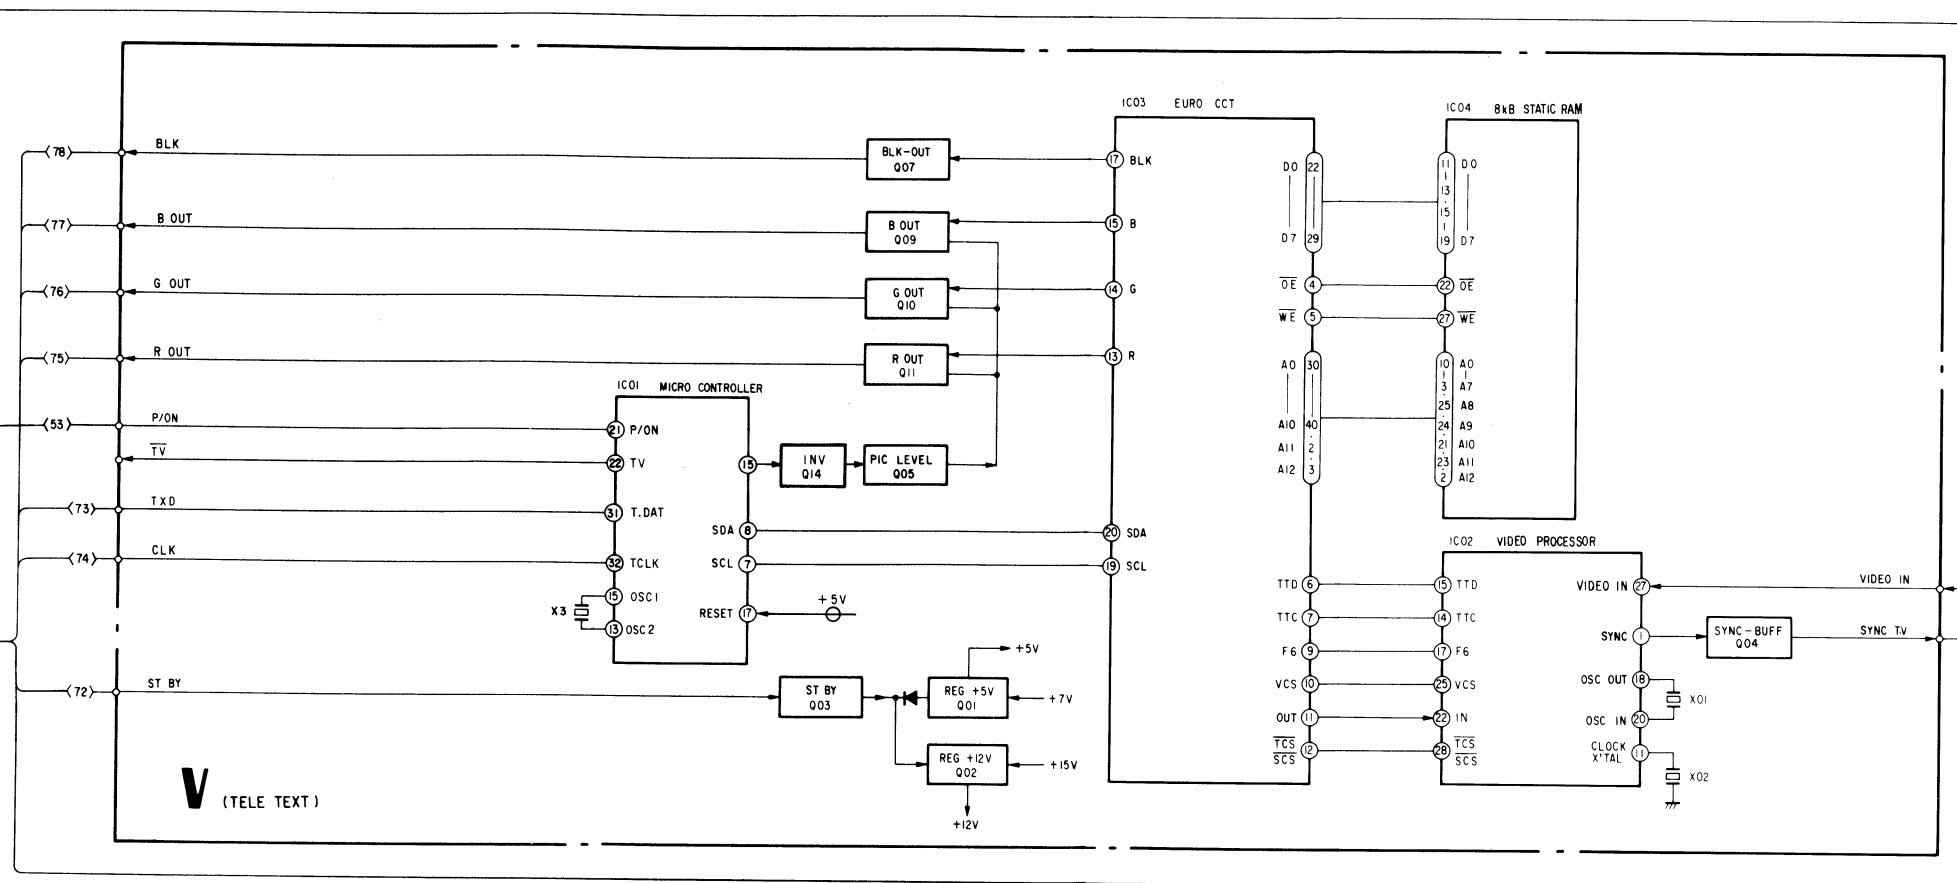 IC03 EURO CCT
IC04 8kB STATIC RAM
78 BLK
BLK-OUT
Q07
17 BLK
D0 22
D7 29
11 D0
13
15
19 D7
77 B OUT
B OUT
Q09
15 B
76 G OUT
G OUT
Q10
14 G
OE 4
22 OE
WE 5
27 WE
75 R OUT
R OUT
Q11
13 R
A0 30
A10 40
A11 2
A12 3
10 A0
3 A7
25 A8
24 A9
21 A10
23 A11
2 A12
IC01 MICRO CONTROLLER
53 P/ON
21 P/ON
TV
22 TV
15
INV
Q14
PIC LEVEL
Q05
73 TXD
31 T.DAT
SDA 8
20 SDA
74 CLK
32 TCLK
SCL 7
19 SCL
X3
15 OSC1
13 OSC2
RESET 17
+5V
IC02 VIDEO PROCESSOR
TTD 6
15 TTD
VIDEO IN 27
VIDEO IN
TTC 7
14 TTC
SYNC 1
SYNC-BUFF
Q04
SYNC TV
F6 9
17 F6
VCS 10
25 VCS
OSC OUT 18
X01
OUT 11
22 IN
OSC IN 20
TCS
SCS
12
28
TCS
SCS
CLOCK
X'TAL
11
X02
72 ST BY
ST BY
Q03
+5V
REG +5V
Q01
+7V
REG +12V
Q02
+15V
+12V
V (TELE TEXT)